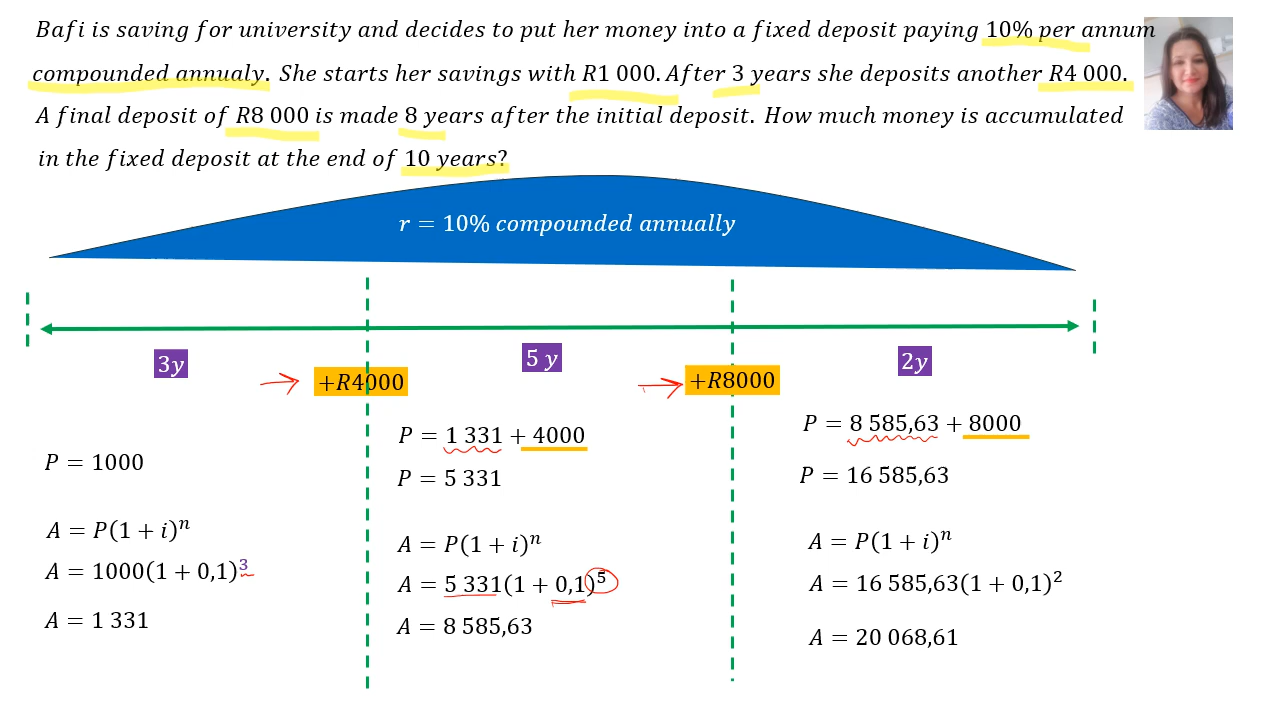 Bafi is saving for university and decides to put her money into a fixed deposit paying 10% per annum
compounded annualy. She starts her savings with R1 000. After 3 years she deposits another R4 000.
A final deposit of R8 000 is made 8 years after the initial deposit. How much money is accumulated
in the fixed deposit at the end of 10 years?
r = 10% compounded annually
3y
5 y
2y
+R4000
+R8000
P = 1000
A = P(1 + i)ⁿ
A = 1000(1 + 0,1)³
A = 1 331
P = 1 331 + 4000
P = 5 331
A = P(1 + i)ⁿ
A = 5 331(1 + 0,1)⁵
A = 8 585,63
P = 8 585,63 + 8000
P = 16 585,63
A = P(1 + i)ⁿ
A = 16 585,63(1 + 0,1)²
A = 20 068,61